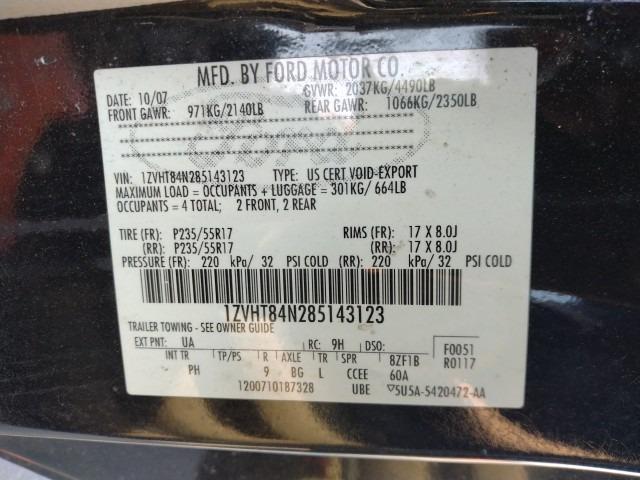 MFD. BY FORD MOTOR CO.
DATE: 10/07 GVWR: 2037KG/4490LB
FRONT GAWR: 971KG/2140LB REAR GAWR: 1066KG/2350LB
Ford
VIN: 1ZVHT84N285143123 TYPE: US CERT VOID-EXPORT
MAXIMUM LOAD = OCCUPANTS + LUGGAGE = 301KG/ 664LB
OCCUPANTS = 4 TOTAL; 2 FRONT, 2 REAR
TIRE (FR): P235/55R17 RIMS (FR): 17 X 8.0J
(RR): P235/55R17 (RR): 17 X 8.0J
PRESSURE (FR): 220 kPa/ 32 PSI COLD (RR): 220 kPa/ 32 PSI COLD
1ZVHT84N285143123
TRAILER TOWING - SEE OWNER GUIDE
EXT PNT: UA RC: 9H DSO: F0051
INT TR TP/PS R AXLE TR SPR 8ZF1B R0117
PH 9 BG L CCEE 60A
1200710187328 UBE ▽5U5A-5420472-AA